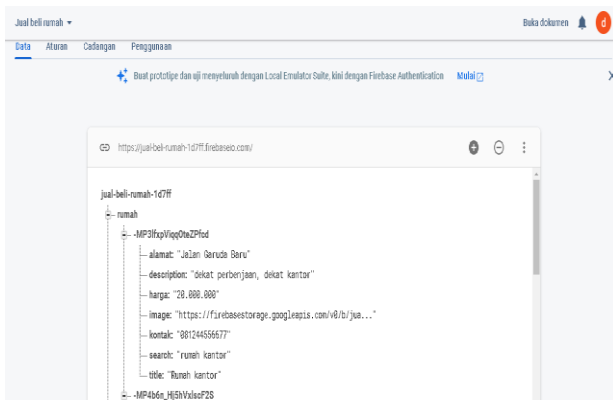 Jual beli rumah
Buka dokumen
d
Data Aturan Cadangan Penggunaan
Buat prototipe dan uji menyeluruh dengan Local Emulator Suite, kini dengan Firebase Authentication Mulai
https://jual-beli-rumah-1d7ff.firebaseio.com/
jual-beli-rumah-1d7ff
rumah
alamat: "Jalan Garuda Baru"
description: "dekat perbenjaan, dekat kantor"
harga: "20.000.000"
image: "https://firebasestorage.googleapis.com/v0/b/jua..."
kontak: "081244556677"
search: "rumah kantor"
title: "Rumah kantor"